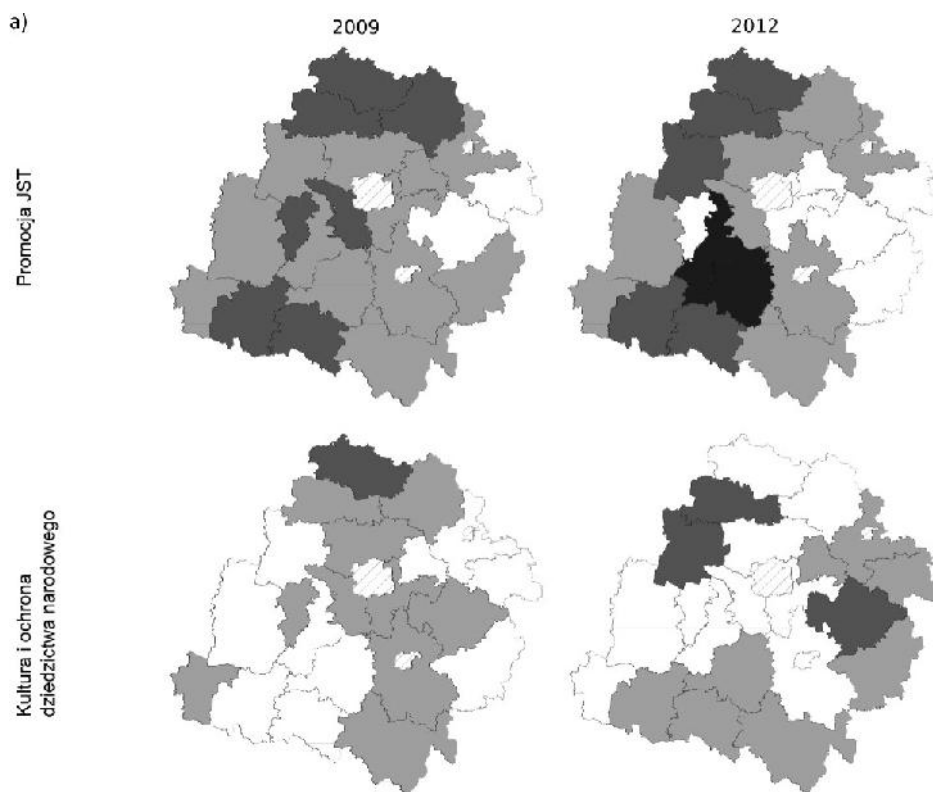 a)
2009
2012
Promocja JST
Kultura i ochrona
dziedzictwa narodowego